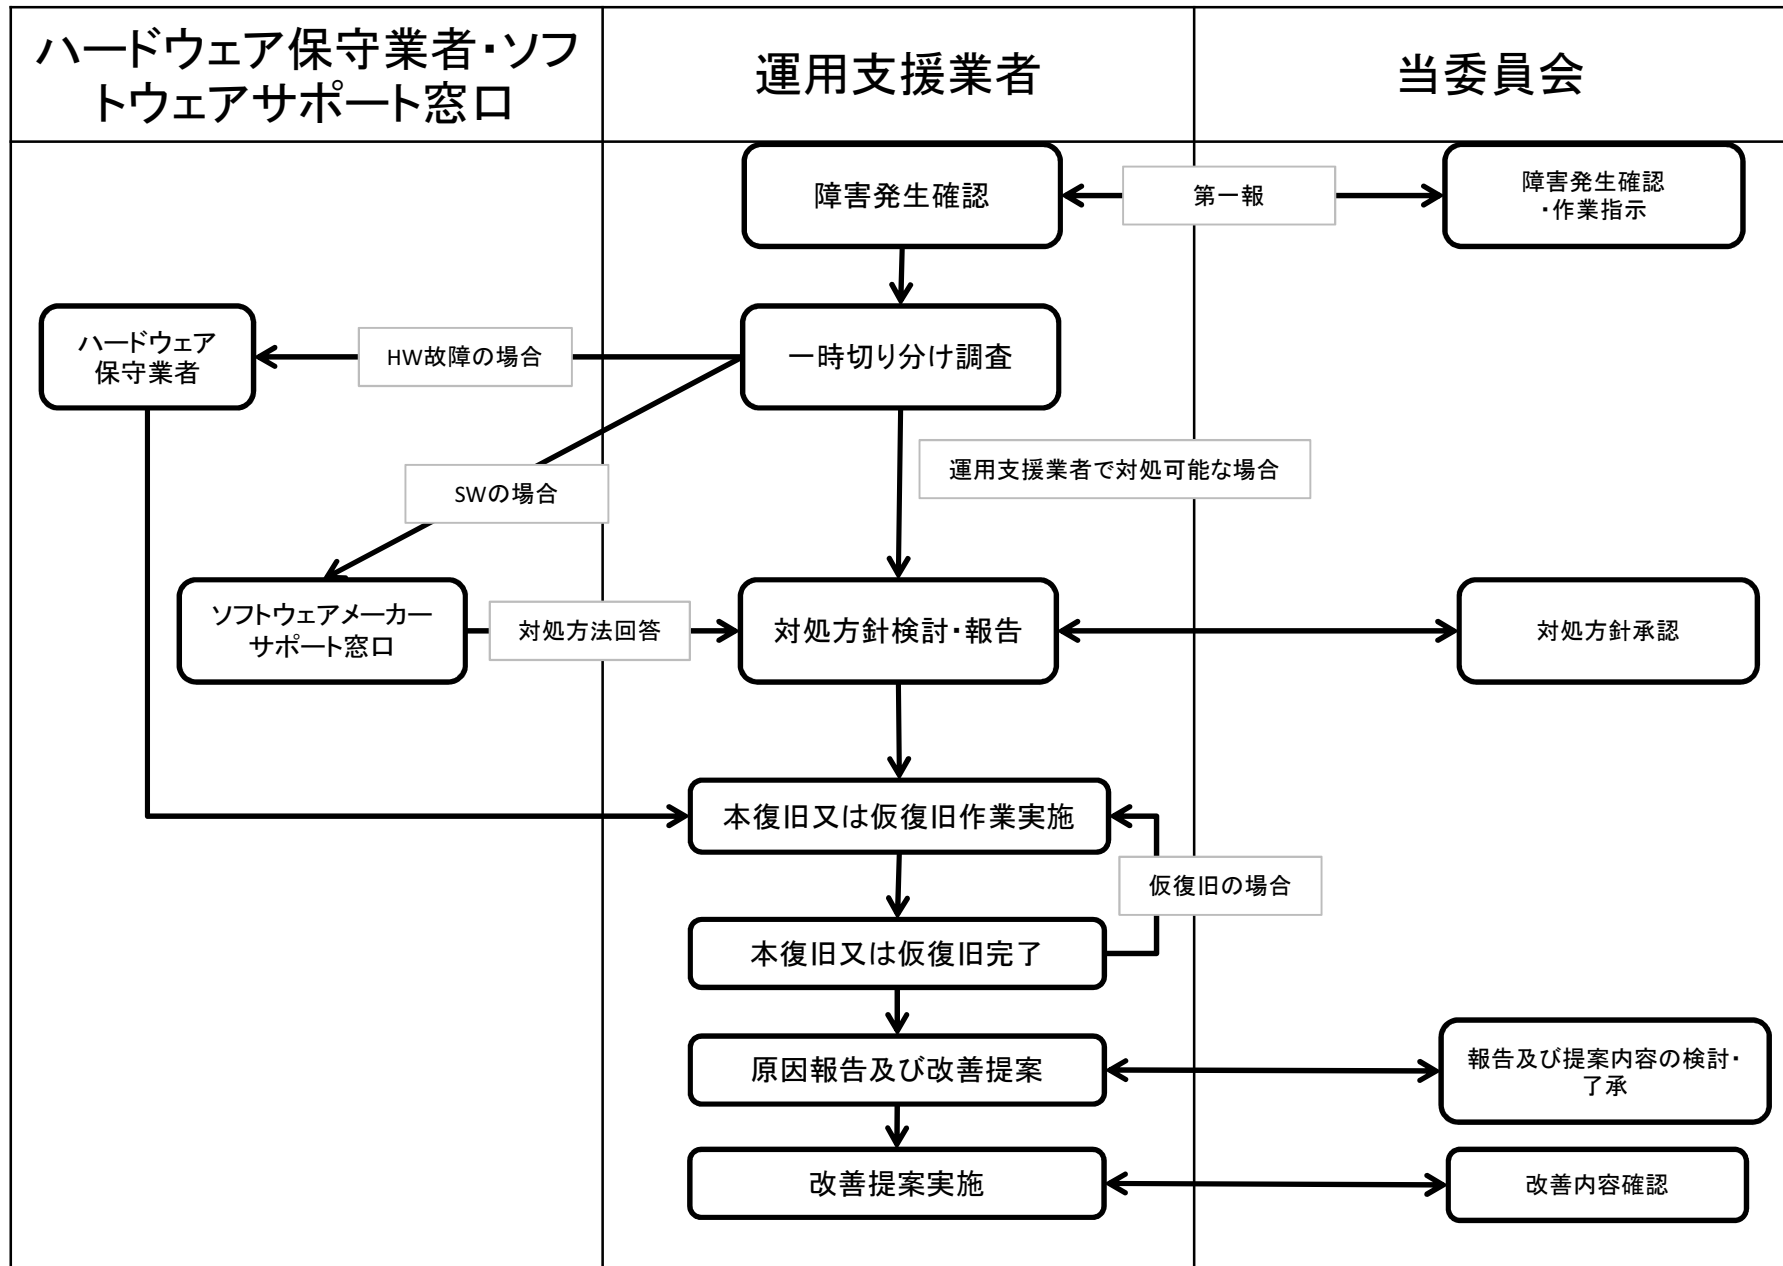 ハードウェア保守業者・ソフ
トウェアサポート窓口
運用支援業者
当委員会
障害発生確認
第一報
障害発生確認
・作業指示
ハードウェア
保守業者
HW故障の場合
一時切り分け調査
運用支援業者で対処可能な場合
SWの場合
ソフトウェアメーカー
サポート窓口
対処方法回答
対処方針検討・報告
対処方針承認
本復旧又は仮復旧作業実施
仮復旧の場合
本復旧又は仮復旧完了
原因報告及び改善提案
報告及び提案内容の検討・
了承
改善提案実施
改善内容確認